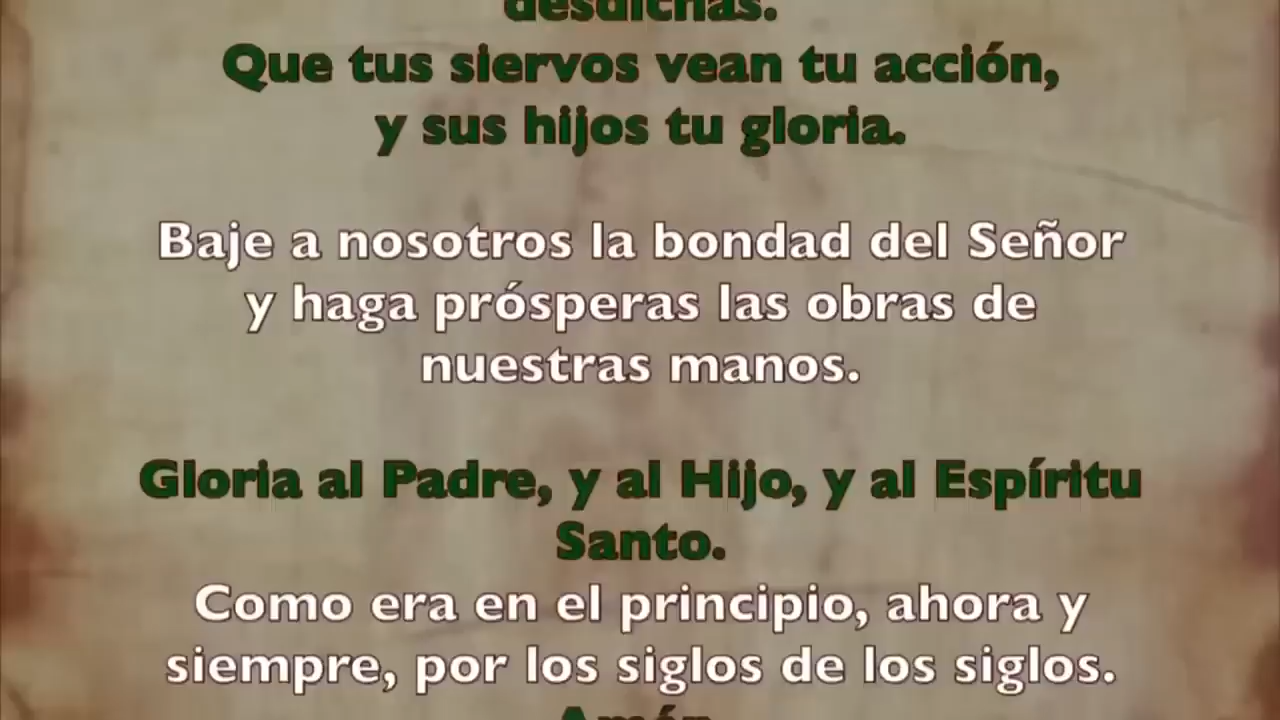 desdichas.
Que tus siervos vean tu acción,
y sus hijos tu gloria.
Baje a nosotros la bondad del Señor
y haga prósperas las obras de
nuestras manos.
Gloria al Padre, y al Hijo, y al Espíritu
Santo.
Como era en el principio, ahora y
siempre, por los siglos de los siglos.
Amén